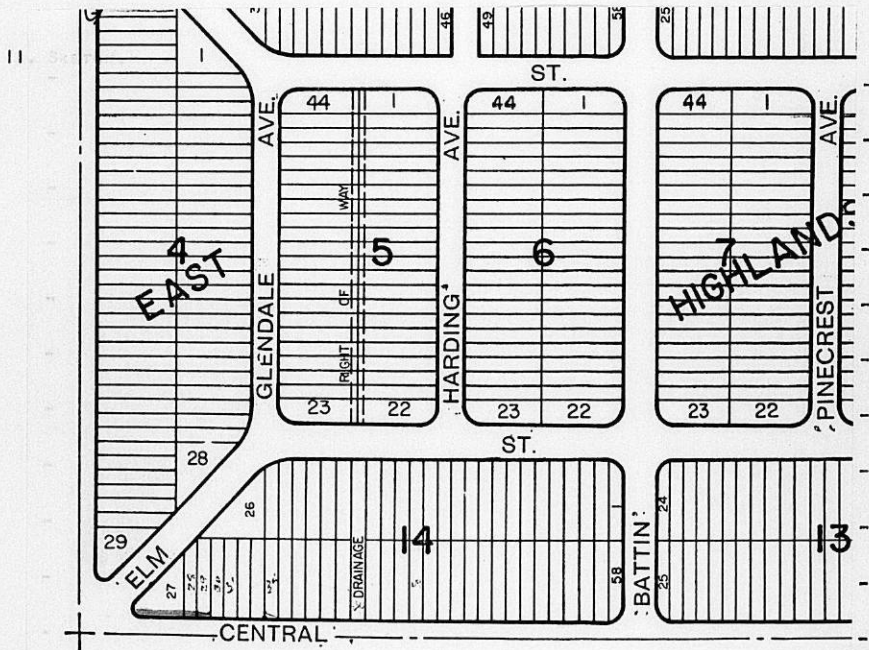 46
49
58
25
11.
1
ST.
44
1
44
1
44
1
AVE.
AVE.
AVE.
WAY
4
5
6
7
EAST
HIGHLANDS
OF
GLENDALE
HARDING
PINECREST
RIGHT
23
22
23
22
23
22
ST.
28
26
1
24
14
13
29
ELM
DRAINAGE
BATTIN'
27
58
25
CENTRAL